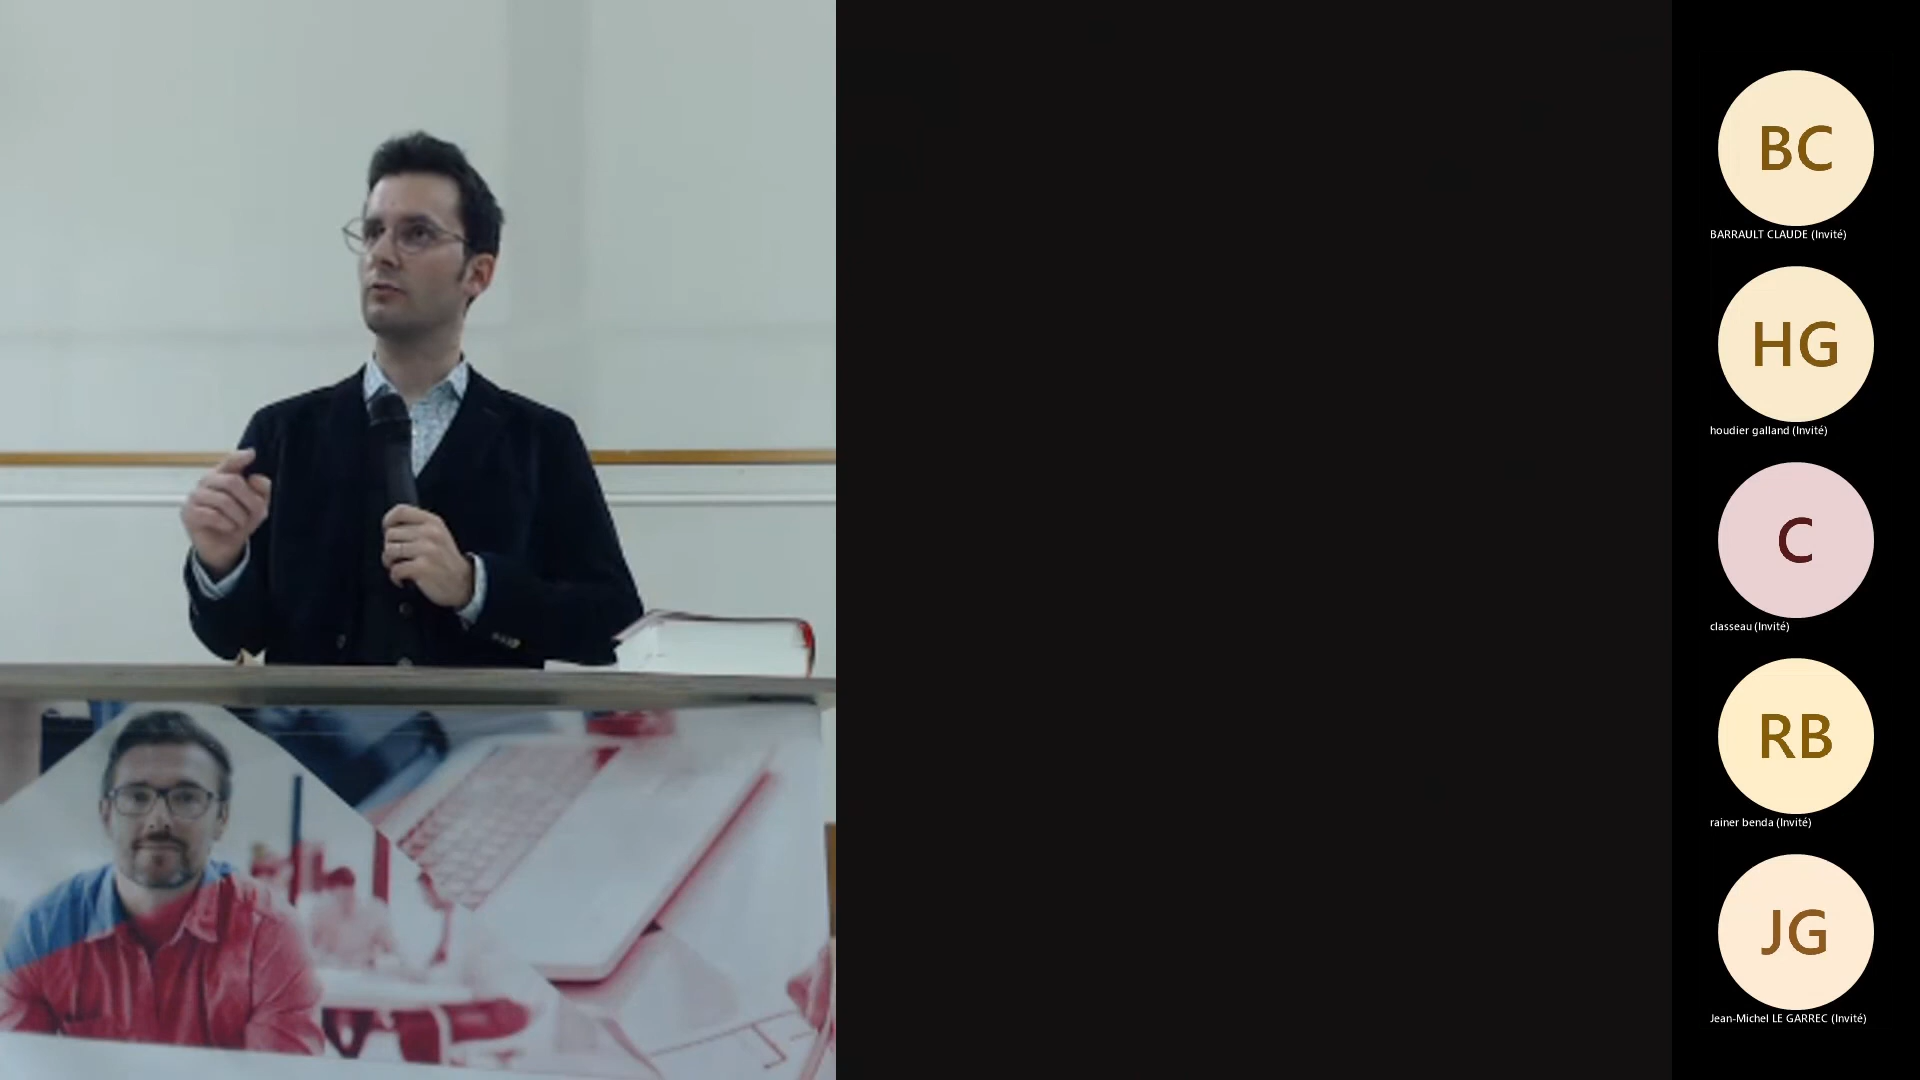 BC
BARRAULT CLAUDE (Invité)
HG
houdier galland (Invité)
C
classeau (Invité)
RB
rainer benda (Invité)
JG
Jean-Michel LE GARREC (Invité)